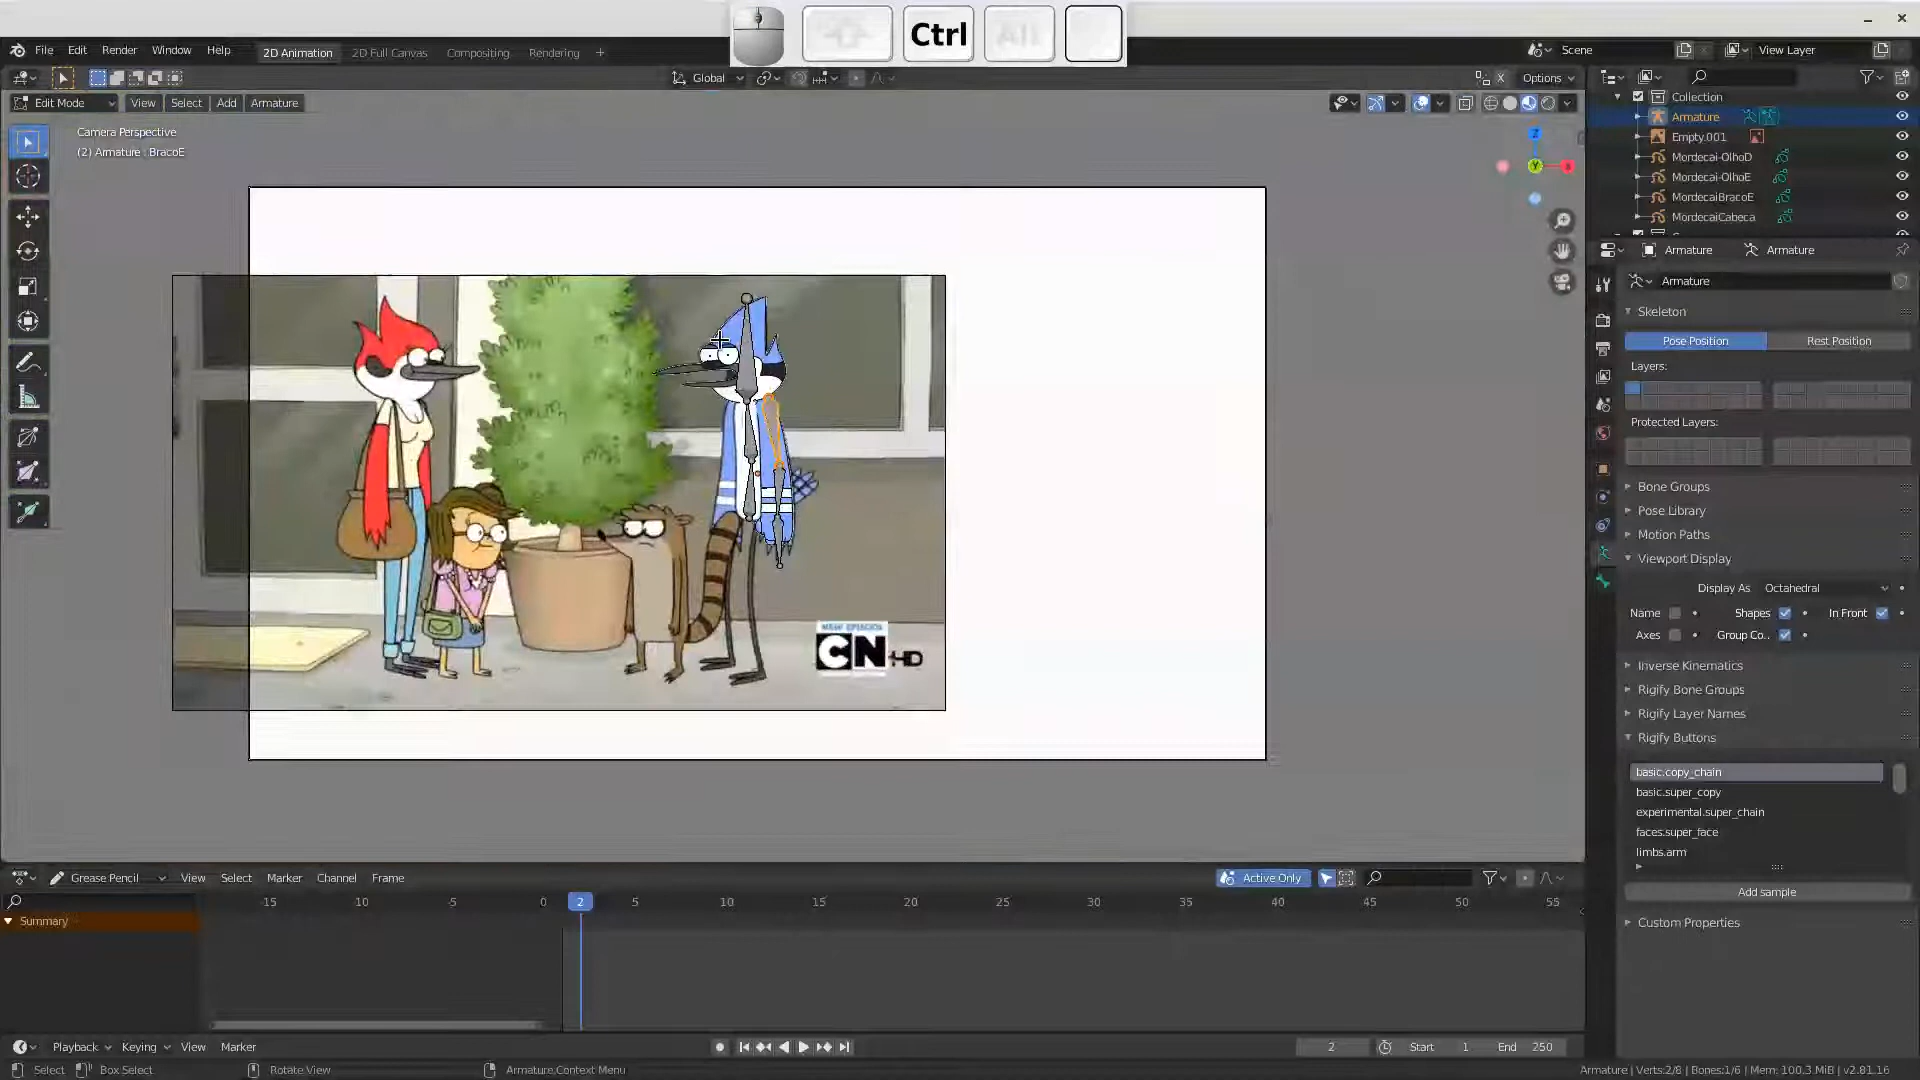 Ctrl
Alt
File Edit Render Window Help
2D Animation 2D Full Canvas Compositing Rendering +
Scene
View Layer
Global
Options
Edit Mode View Select Add Armature
Camera Perspective
(2) Armature : BracoE
Z
Y
X
NEW EPISODE
CN HD
Collection
Armature
Empty.001
Mordecai-OlhoD
Mordecai-OlhoE
MordecaiBracoE
MordecaiCabeca
Armature Armature
Armature
Skeleton
Pose Position Rest Position
Layers:
Protected Layers:
Bone Groups
Pose Library
Motion Paths
Viewport Display
Display As Octahedral
Name Shapes In Front
Axes Group Co..
Inverse Kinematics
Rigify Bone Groups
Rigify Layer Names
Rigify Buttons
basic.copy_chain
basic.super_copy
experimental.super_chain
faces.super_face
limbs.arm
Add sample
Custom Properties
Grease Pencil View Select Marker Channel Frame
Active Only
-15 -10 -5 0 2 5 10 15 20 25 30 35 40 45 50 55
Summary
Playback Keying View Marker
2 Start 1 End 250
Select Box Select Rotate View Armature Context Menu
Armature | Verts:2/8 | Bones:1/6 | Mem: 100.3 MiB | v2.81.16